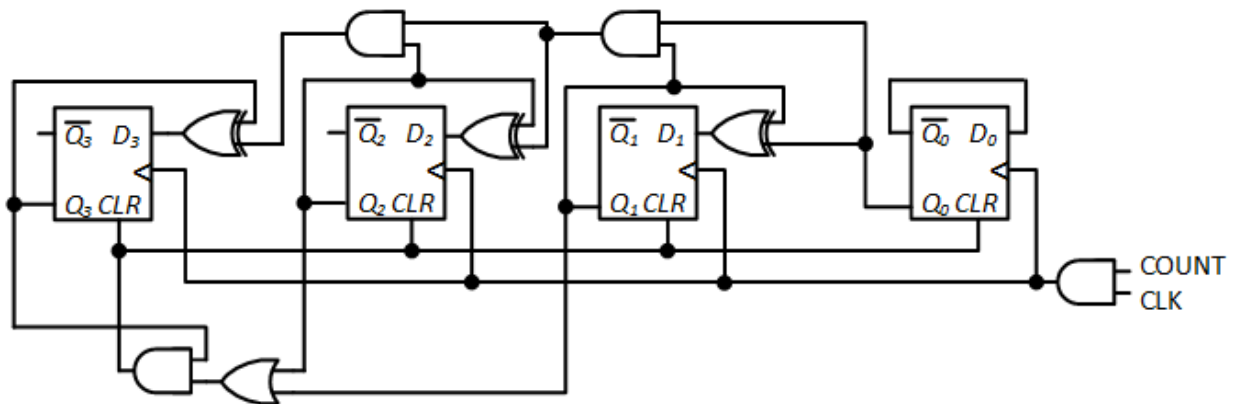 Q̅₃ D₃
Q₃ CLR
Q̅₂ D₂
Q₂ CLR
Q̅₁ D₁
Q₁ CLR
Q̅₀ D₀
Q₀ CLR
COUNT
CLK